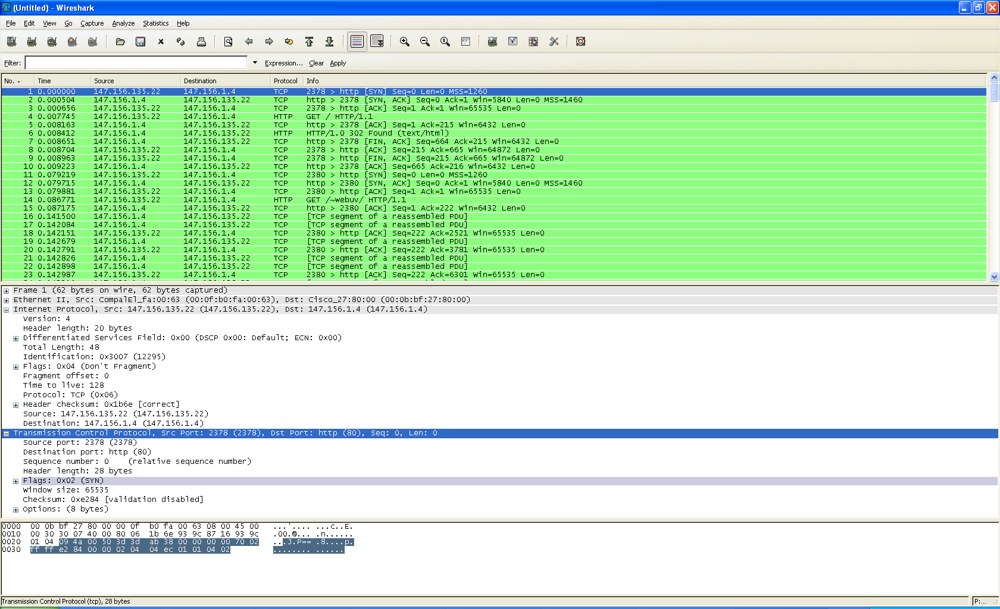 (Untitled) - Wireshark
File Edit View Go Capture Analyze Statistics Help
Filter: Expression... Clear Apply
No. Time Source Destination Protocol Info
1 0.000000 147.156.135.22 147.156.1.4 TCP 2378 > http [SYN] Seq=0 Len=0 MSS=1260
2 0.000504 147.156.1.4 147.156.135.22 TCP http > 2378 [SYN, ACK] Seq=0 Ack=1 Win=5840 Len=0 MSS=1460
3 0.000656 147.156.135.22 147.156.1.4 TCP 2378 > http [ACK] Seq=1 Ack=1 Win=65535 Len=0
4 0.007745 147.156.135.22 147.156.1.4 HTTP GET / HTTP/1.1
5 0.008163 147.156.1.4 147.156.135.22 TCP http > 2378 [ACK] Seq=1 Ack=215 Win=6432 Len=0
6 0.008412 147.156.1.4 147.156.135.22 HTTP HTTP/1.0 302 Found (text/html)
7 0.008651 147.156.1.4 147.156.135.22 TCP http > 2378 [FIN, ACK] Seq=664 Ack=215 Win=6432 Len=0
8 0.008704 147.156.135.22 147.156.1.4 TCP 2378 > http [ACK] Seq=215 Ack=665 Win=64872 Len=0
9 0.008963 147.156.135.22 147.156.1.4 TCP 2378 > http [FIN, ACK] Seq=215 Ack=665 Win=64872 Len=0
10 0.009223 147.156.1.4 147.156.135.22 TCP http > 2378 [ACK] Seq=665 Ack=216 Win=6432 Len=0
11 0.079219 147.156.135.22 147.156.1.4 TCP 2380 > http [SYN] Seq=0 Len=0 MSS=1260
12 0.079715 147.156.1.4 147.156.135.22 TCP http > 2380 [SYN, ACK] Seq=0 Ack=1 Win=5840 Len=0 MSS=1460
13 0.079881 147.156.135.22 147.156.1.4 TCP 2380 > http [ACK] Seq=1 Ack=1 Win=65535 Len=0
14 0.086771 147.156.135.22 147.156.1.4 HTTP GET /~webuv/ HTTP/1.1
15 0.087175 147.156.1.4 147.156.135.22 TCP http > 2380 [ACK] Seq=1 Ack=222 Win=6432 Len=0
16 0.141500 147.156.1.4 147.156.135.22 TCP [TCP segment of a reassembled PDU]
17 0.142084 147.156.1.4 147.156.135.22 TCP [TCP segment of a reassembled PDU]
18 0.142151 147.156.135.22 147.156.1.4 TCP 2380 > http [ACK] Seq=222 Ack=2521 Win=65535 Len=0
19 0.142679 147.156.1.4 147.156.135.22 TCP [TCP segment of a reassembled PDU]
20 0.142791 147.156.135.22 147.156.1.4 TCP 2380 > http [ACK] Seq=222 Ack=3781 Win=65535 Len=0
21 0.142826 147.156.1.4 147.156.135.22 TCP [TCP segment of a reassembled PDU]
22 0.142898 147.156.1.4 147.156.135.22 TCP [TCP segment of a reassembled PDU]
23 0.142987 147.156.135.22 147.156.1.4 TCP 2380 > http [ACK] Seq=222 Ack=6301 Win=65535 Len=0
Frame 1 (62 bytes on wire, 62 bytes captured)
Ethernet II, Src: CompalEl_fa:00:63 (00:0f:b0:fa:00:63), Dst: Cisco_27:80:00 (00:0b:bf:27:80:00)
Internet Protocol, Src: 147.156.135.22 (147.156.135.22), Dst: 147.156.1.4 (147.156.1.4)
Version: 4
Header length: 20 bytes
Differentiated Services Field: 0x00 (DSCP 0x00: Default; ECN: 0x00)
Total Length: 48
Identification: 0x3007 (12295)
Flags: 0x04 (Don't Fragment)
Fragment offset: 0
Time to live: 128
Protocol: TCP (0x06)
Header checksum: 0x1b6e [correct]
Source: 147.156.135.22 (147.156.135.22)
Destination: 147.156.1.4 (147.156.1.4)
Transmission Control Protocol, Src Port: 2378 (2378), Dst Port: http (80), Seq: 0, Len: 0
Source port: 2378 (2378)
Destination port: http (80)
Sequence number: 0 (relative sequence number)
Header length: 28 bytes
Flags: 0x02 (SYN)
Window size: 65535
Checksum: 0xe284 [validation disabled]
Options: (8 bytes)
0000 00 0b bf 27 80 00 00 0f b0 fa 00 63 08 00 45 00 ...'.... ...c..E.
0010 00 30 30 07 40 00 80 06 1b 6e 93 9c 87 16 93 9c .00.@... .n......
0020 01 04 09 4a 00 50 3d 3d ab 38 00 00 00 00 70 02 ...J.P== .8....p.
0030 ff ff e2 84 00 00 02 04 04 ec 01 01 04 02 ........ ......
Transmission Control Protocol (tcp), 28 bytes P:...